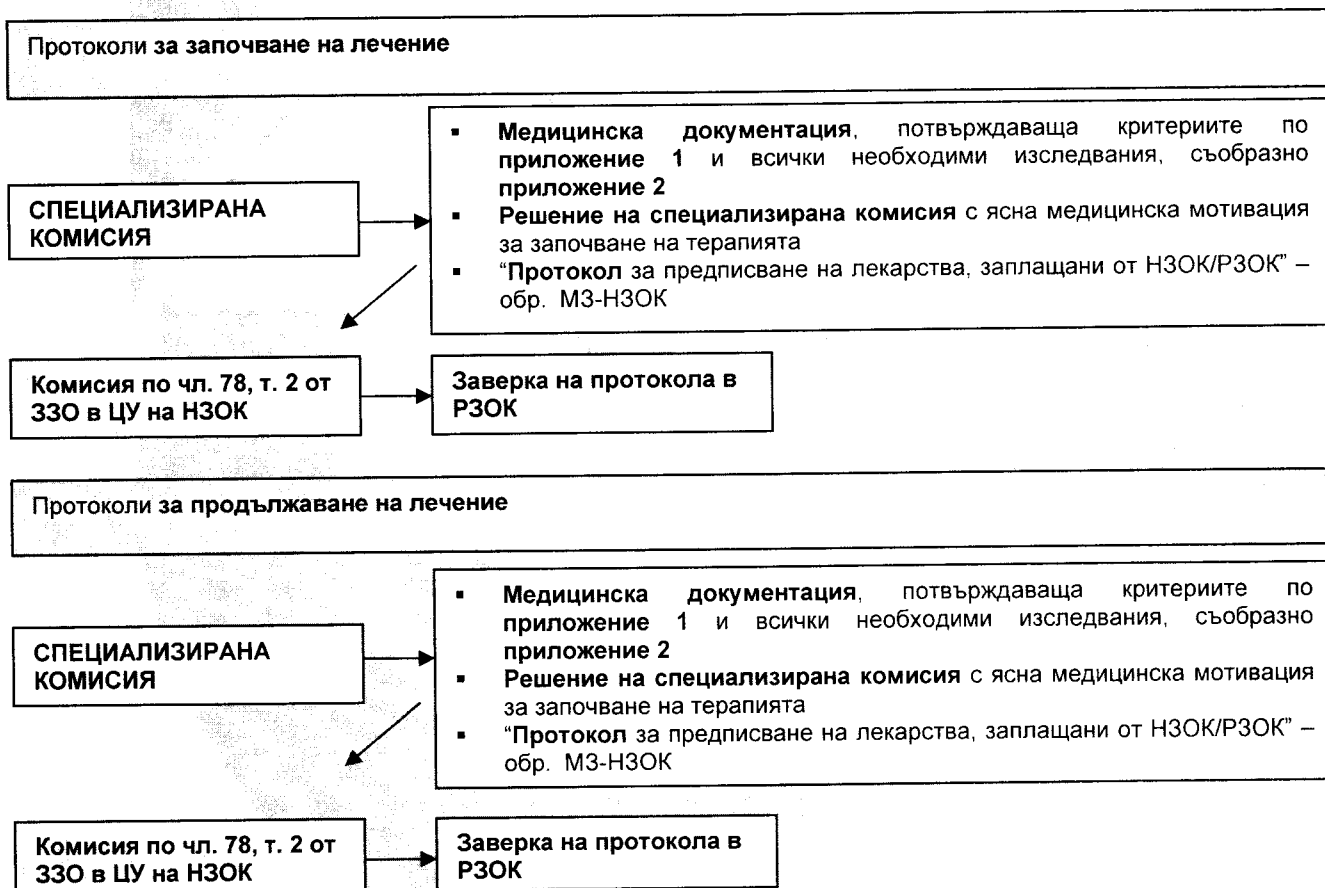 Протоколи за започване на лечение
СПЕЦИАЛИЗИРАНА
КОМИСИЯ
▪ Медицинска документация, потвърждаваща критериите по
приложение 1 и всички необходими изследвания, съобразно
приложение 2
▪ Решение на специализирана комисия с ясна медицинска мотивация
за започване на терапията
▪ “Протокол за предписване на лекарства, заплащани от НЗОК/РЗОК” –
обр. МЗ-НЗОК
Комисия по чл. 78, т. 2 от
ЗЗО в ЦУ на НЗОК
Заверка на протокола в
РЗОК
Протоколи за продължаване на лечение
СПЕЦИАЛИЗИРАНА
КОМИСИЯ
▪ Медицинска документация, потвърждаваща критериите по
приложение 1 и всички необходими изследвания, съобразно
приложение 2
▪ Решение на специализирана комисия с ясна медицинска мотивация
за започване на терапията
▪ “Протокол за предписване на лекарства, заплащани от НЗОК/РЗОК” –
обр. МЗ-НЗОК
Комисия по чл. 78, т. 2 от
ЗЗО в ЦУ на НЗОК
Заверка на протокола в
РЗОК